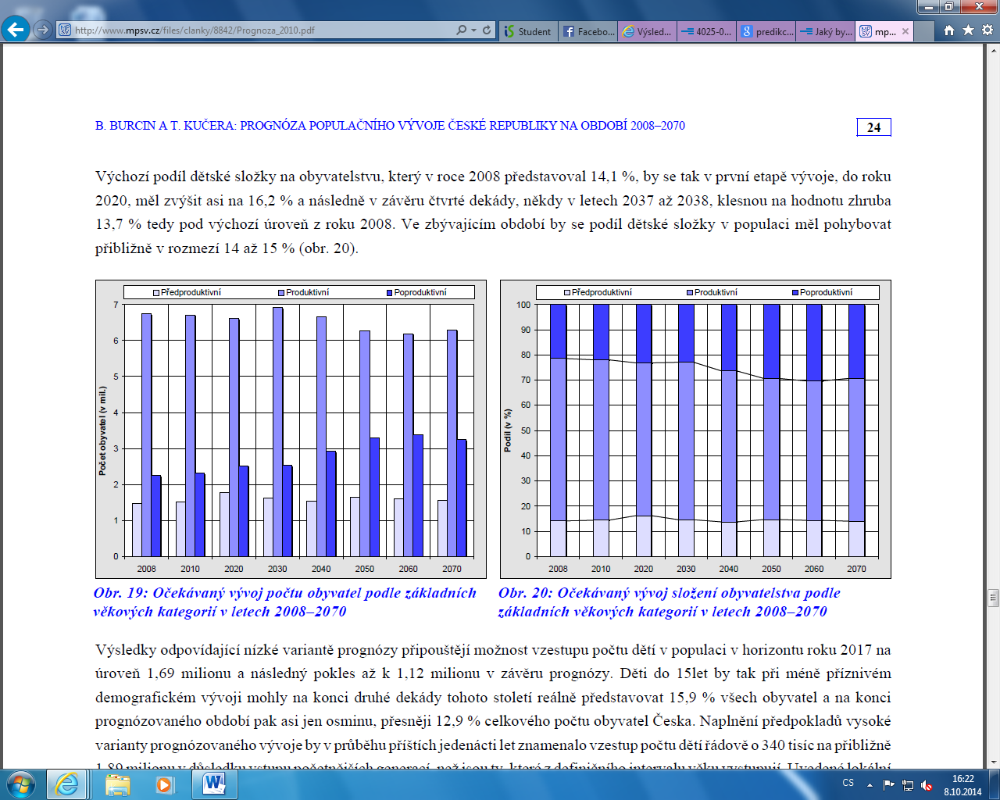 http://www.mpsv.cz/files/clanky/8842/Prognoza_2010.pdf
Student
Facebo...
Výsled...
4025-0...
predikc...
Jaký by...
mp...
B. BURCIN A T. KUČERA: PROGNÓZA POPULAČNÍHO VÝVOJE ČESKÉ REPUBLIKY NA OBDOBÍ 2008–2070
24
Výchozí podíl dětské složky na obyvatelstvu, který v roce 2008 představoval 14,1 %, by se tak v první etapě vývoje, do roku
2020, měl zvýšit asi na 16,2 % a následně v závěru čtvrté dekády, někdy v letech 2037 až 2038, klesnou na hodnotu zhruba
13,7 % tedy pod výchozí úroveň z roku 2008. Ve zbývajícím období by se podíl dětské složky v populaci měl pohybovat
přibližně v rozmezí 14 až 15 % (obr. 20).
Předproduktivní Produktivní Poproduktivní
7
6
5
4
3
2
1
0
Počet obyvatel (v mil.)
2008 2010 2020 2030 2040 2050 2060 2070
Obr. 19: Očekávaný vývoj počtu obyvatel podle základních
věkových kategorií v letech 2008–2070
Předproduktivní Produktivní Poproduktivní
100
90
80
70
60
50
40
30
20
10
0
Podíl (v %)
2008 2010 2020 2030 2040 2050 2060 2070
Obr. 20: Očekávaný vývoj složení obyvatelstva podle
základních věkových kategorií v letech 2008–2070
Výsledky odpovídající nízké variantě prognózy připouštějí možnost vzestupu počtu dětí v populaci v horizontu roku 2017 na
úroveň 1,69 milionu a následný pokles až k 1,12 milionu v závěru prognózy. Děti do 15let by tak při méně příznivém
demografickém vývoji mohly na konci druhé dekády tohoto století reálně představovat 15,9 % všech obyvatel a na konci
prognózovaného období pak asi jen osminu, přesněji 12,9 % celkového počtu obyvatel Česka. Naplnění předpokladů vysoké
varianty prognózovaného vývoje by v průběhu příštích jedenácti let znamenalo vzestup počtu dětí řádově o 340 tisíc na přibližně
1,89 milionu v důsledku vstupu početnějších generací, než jsou ty, které z definičního intervalu věku vystupují. Uvedené lokální
CS
16:22
8.10.2014